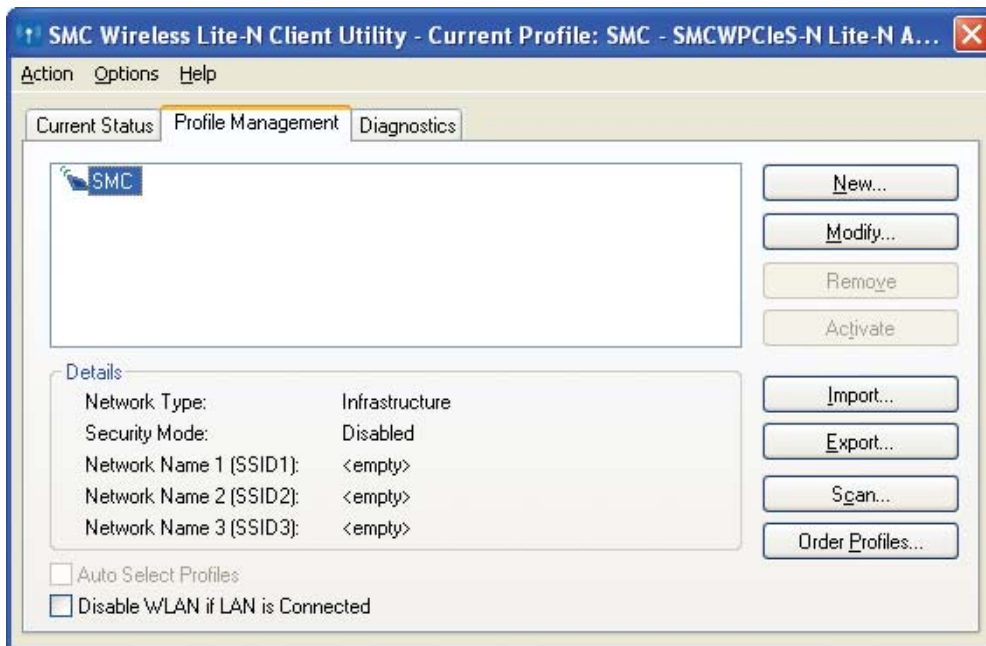 SMC Wireless Lite-N Client Utility - Current Profile: SMC - SMCWPCIeS-N Lite-N A...
Action Options Help
Current Status Profile Management Diagnostics
SMC
New...
Modify...
Remove
Activate
Details
Network Type: Infrastructure
Security Mode: Disabled
Network Name 1 (SSID1): <empty>
Network Name 2 (SSID2): <empty>
Network Name 3 (SSID3): <empty>
Import...
Export...
Scan...
Order Profiles...
Auto Select Profiles
Disable WLAN if LAN is Connected